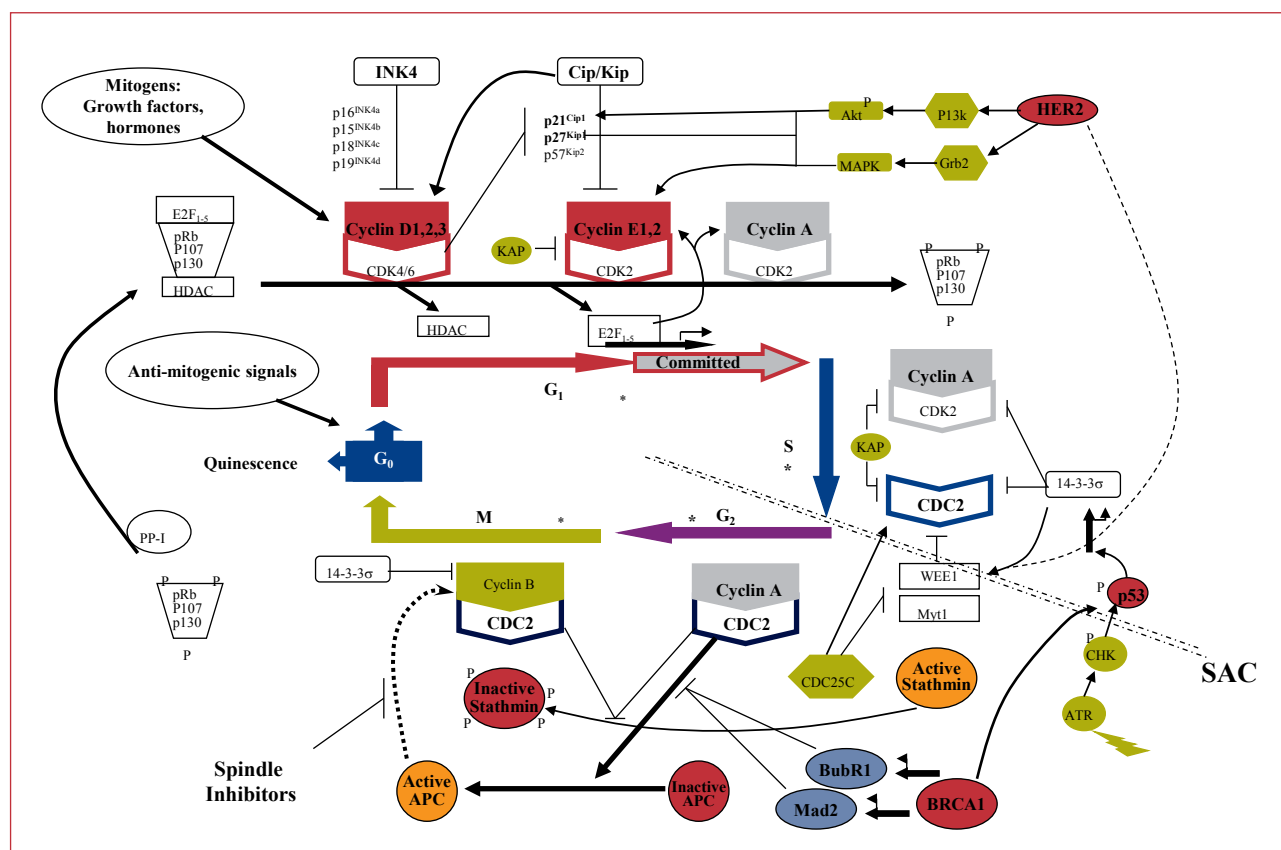 INK4
Cip/Kip
Mitogens:
Growth factors,
hormones
p16INK4a
p15INK4b
p18INK4c
p19INK4d
p21Cip1
p27Kip1
p57Kip2
P
Akt
P13k
HER2
MAPK
Grb2
E2F1-5
pRb
P107
p130
HDAC
Cyclin D1,2,3
CDK4/6
KAP
Cyclin E1,2
CDK2
Cyclin A
CDK2
P P
pRb
P107
p130
P
HDAC
E2F1-5
Anti-mitogenic signals
Committed
G1
*
Cyclin A
CDK2
Quinescence
G0
S
*
KAP
CDC2
14-3-3σ
M
*
* G2
PP-I
P P
pRb
P107
p130
P
14-3-3σ
Cyclin B
CDC2
Cyclin A
CDC2
WEE1
Myt1
P
p53
P
CHK
SAC
CDC25C
Active
Stathmin
ATR
P
Inactive
Stathmin
P
P
P
Spindle
Inhibitors
Active
APC
Inactive
APC
BubR1
Mad2
BRCA1